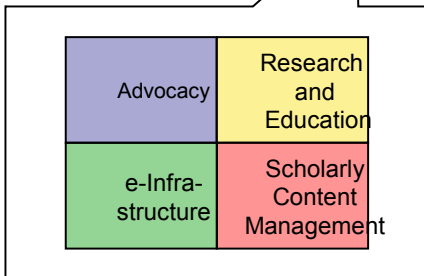 Advocacy
Research
and
Education
e-Infra-
structure
Scholarly
Content
Management